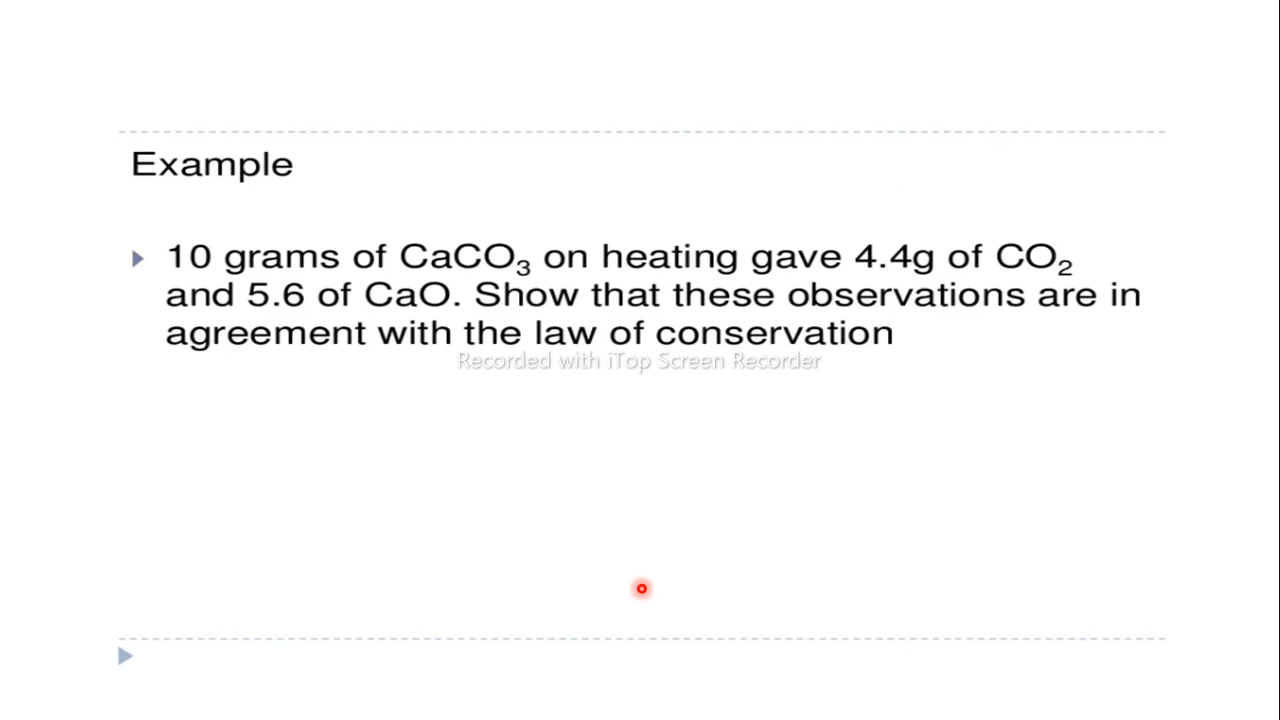 Example
10 grams of CaCO₃ on heating gave 4.4g of CO₂
and 5.6 of CaO. Show that these observations are in
agreement with the law of conservation
Recorded with iTop Screen Recorder